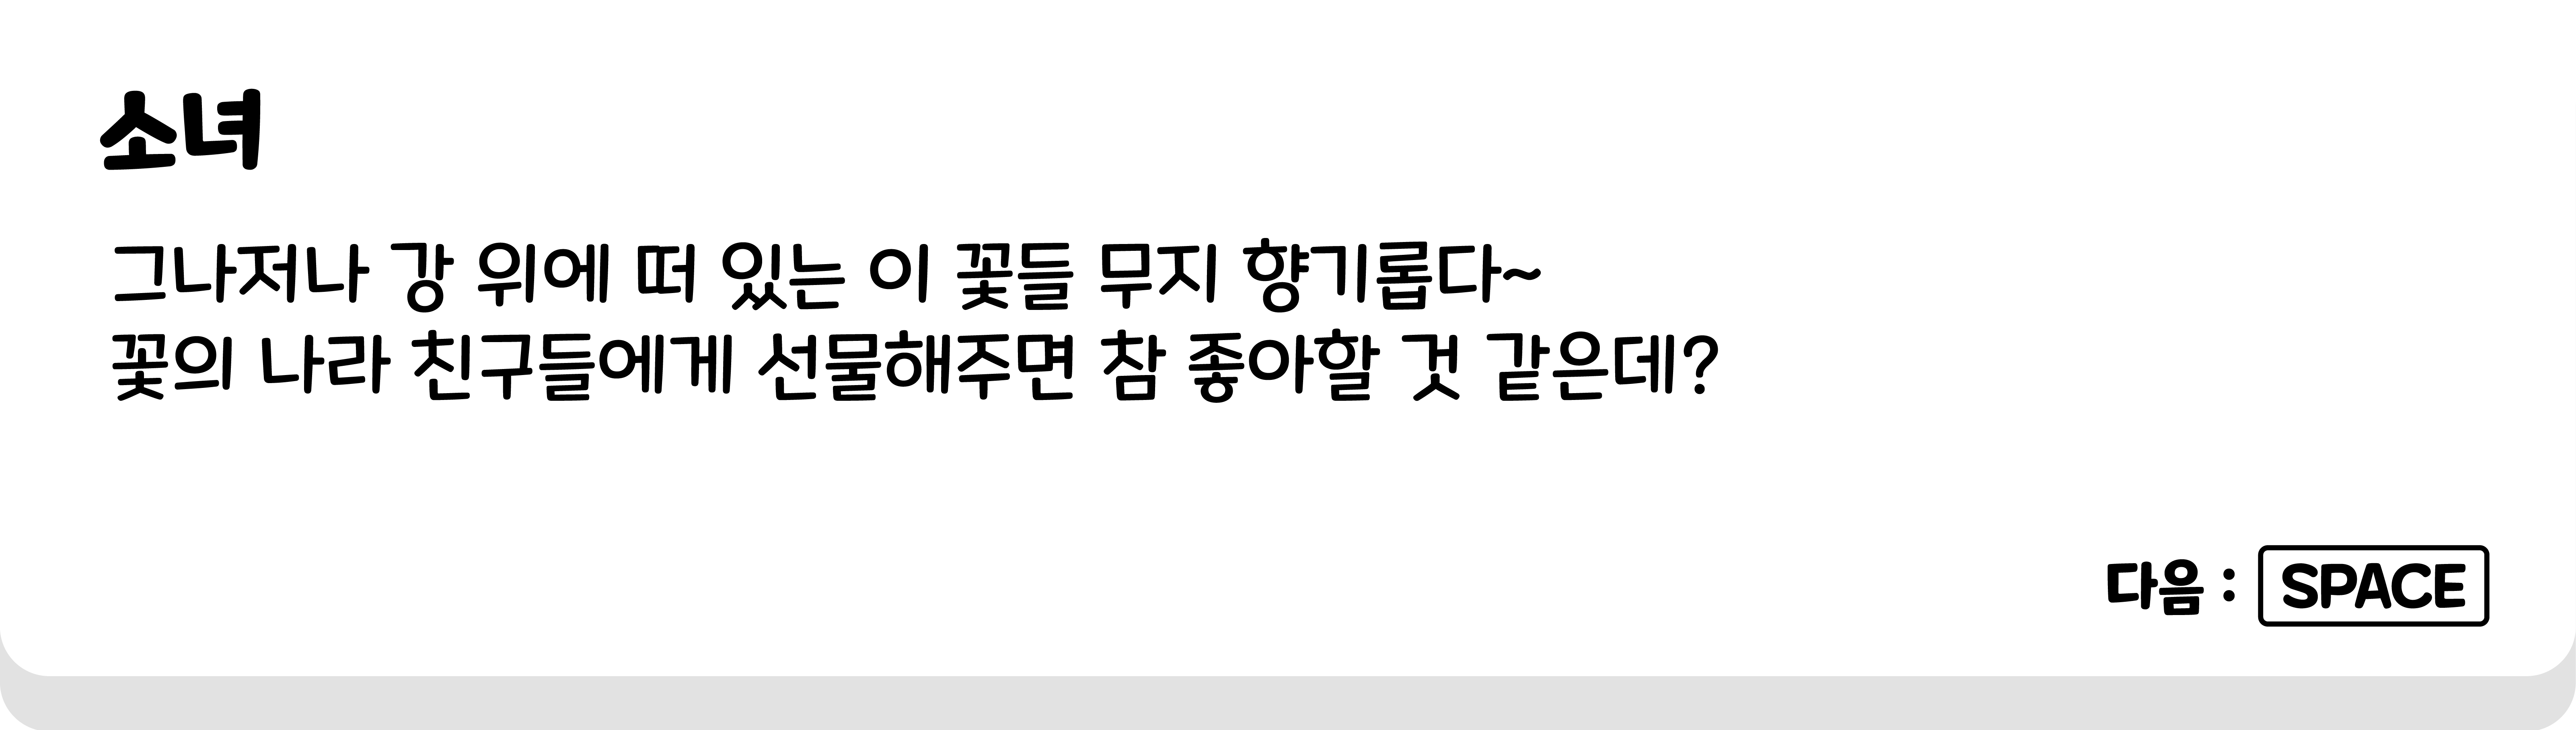 소녀
그나저나 강 위에 떠 있는 이 꽃들 무지 향기롭다~
꽃의 나라 친구들에게 선물해주면 참 좋아할 것 같은데?
다음 : SPACE